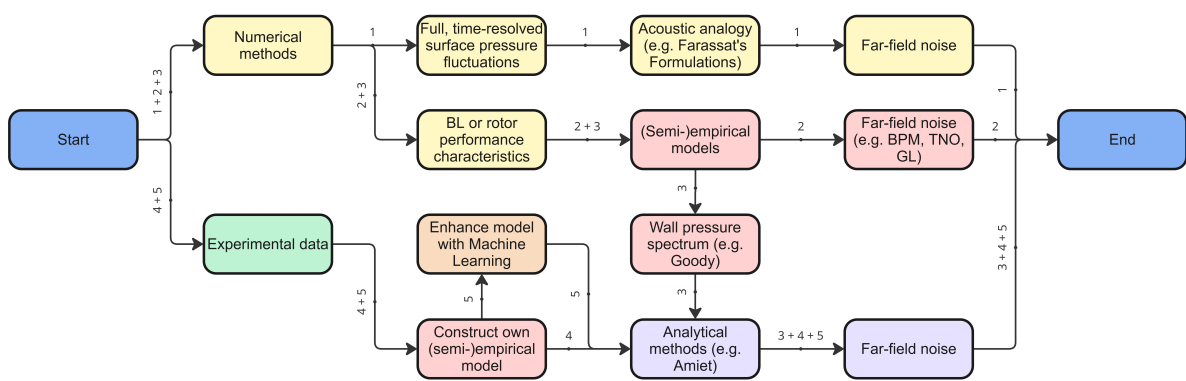 Numerical
methods
1
Full, time-resolved
surface pressure
fluctuations
1
Acoustic analogy
(e.g. Farassat's
Formulations)
1
Far-field noise
1 + 2 + 3
2 + 3
1
Start
BL or rotor
performance
characteristics
2 + 3
(Semi-)empirical
models
2
Far-field noise
(e.g. BPM, TNO,
GL)
2
End
4 + 5
3
Experimental data
Enhance model
with Machine
Learning
Wall pressure
spectrum (e.g.
Goody)
3 + 4 + 5
4 + 5
5
5
3
Construct own
(semi-)empirical
model
4
Analytical
methods (e.g.
Amiet)
3 + 4 + 5
Far-field noise